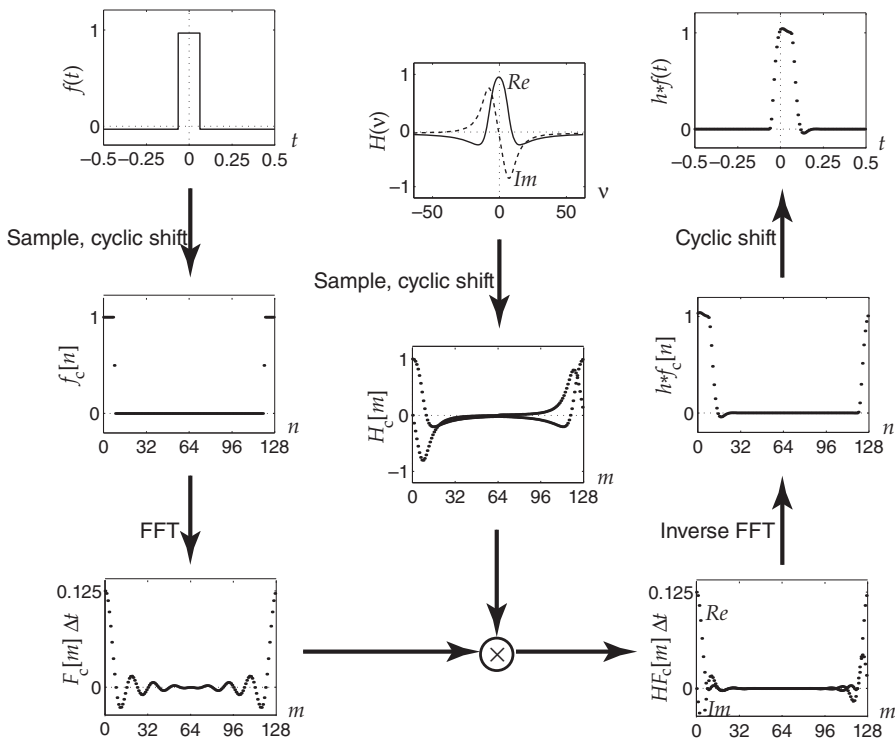 f(t)
1
0
−0.5 −0.25 0 0.25 0.5
t
Sample, cyclic shift
f_c[n]
1
0
0 32 64 96 128
n
FFT
F_c[m] Δt
0.125
0
0 32 64 96 128
m
H(ν)
1
0
−1
Re
Im
−50 0 50
ν
Sample, cyclic shift
H_c[m]
1
0
−1
0 32 64 96 128
m
×
h*f(t)
1
0
−0.5 −0.25 0 0.25 0.5
t
Cyclic shift
h*f_c[n]
1
0
0 32 64 96 128
n
Inverse FFT
HF_c[m] Δt
0.125
Re
0
Im
0 32 64 96 128
m